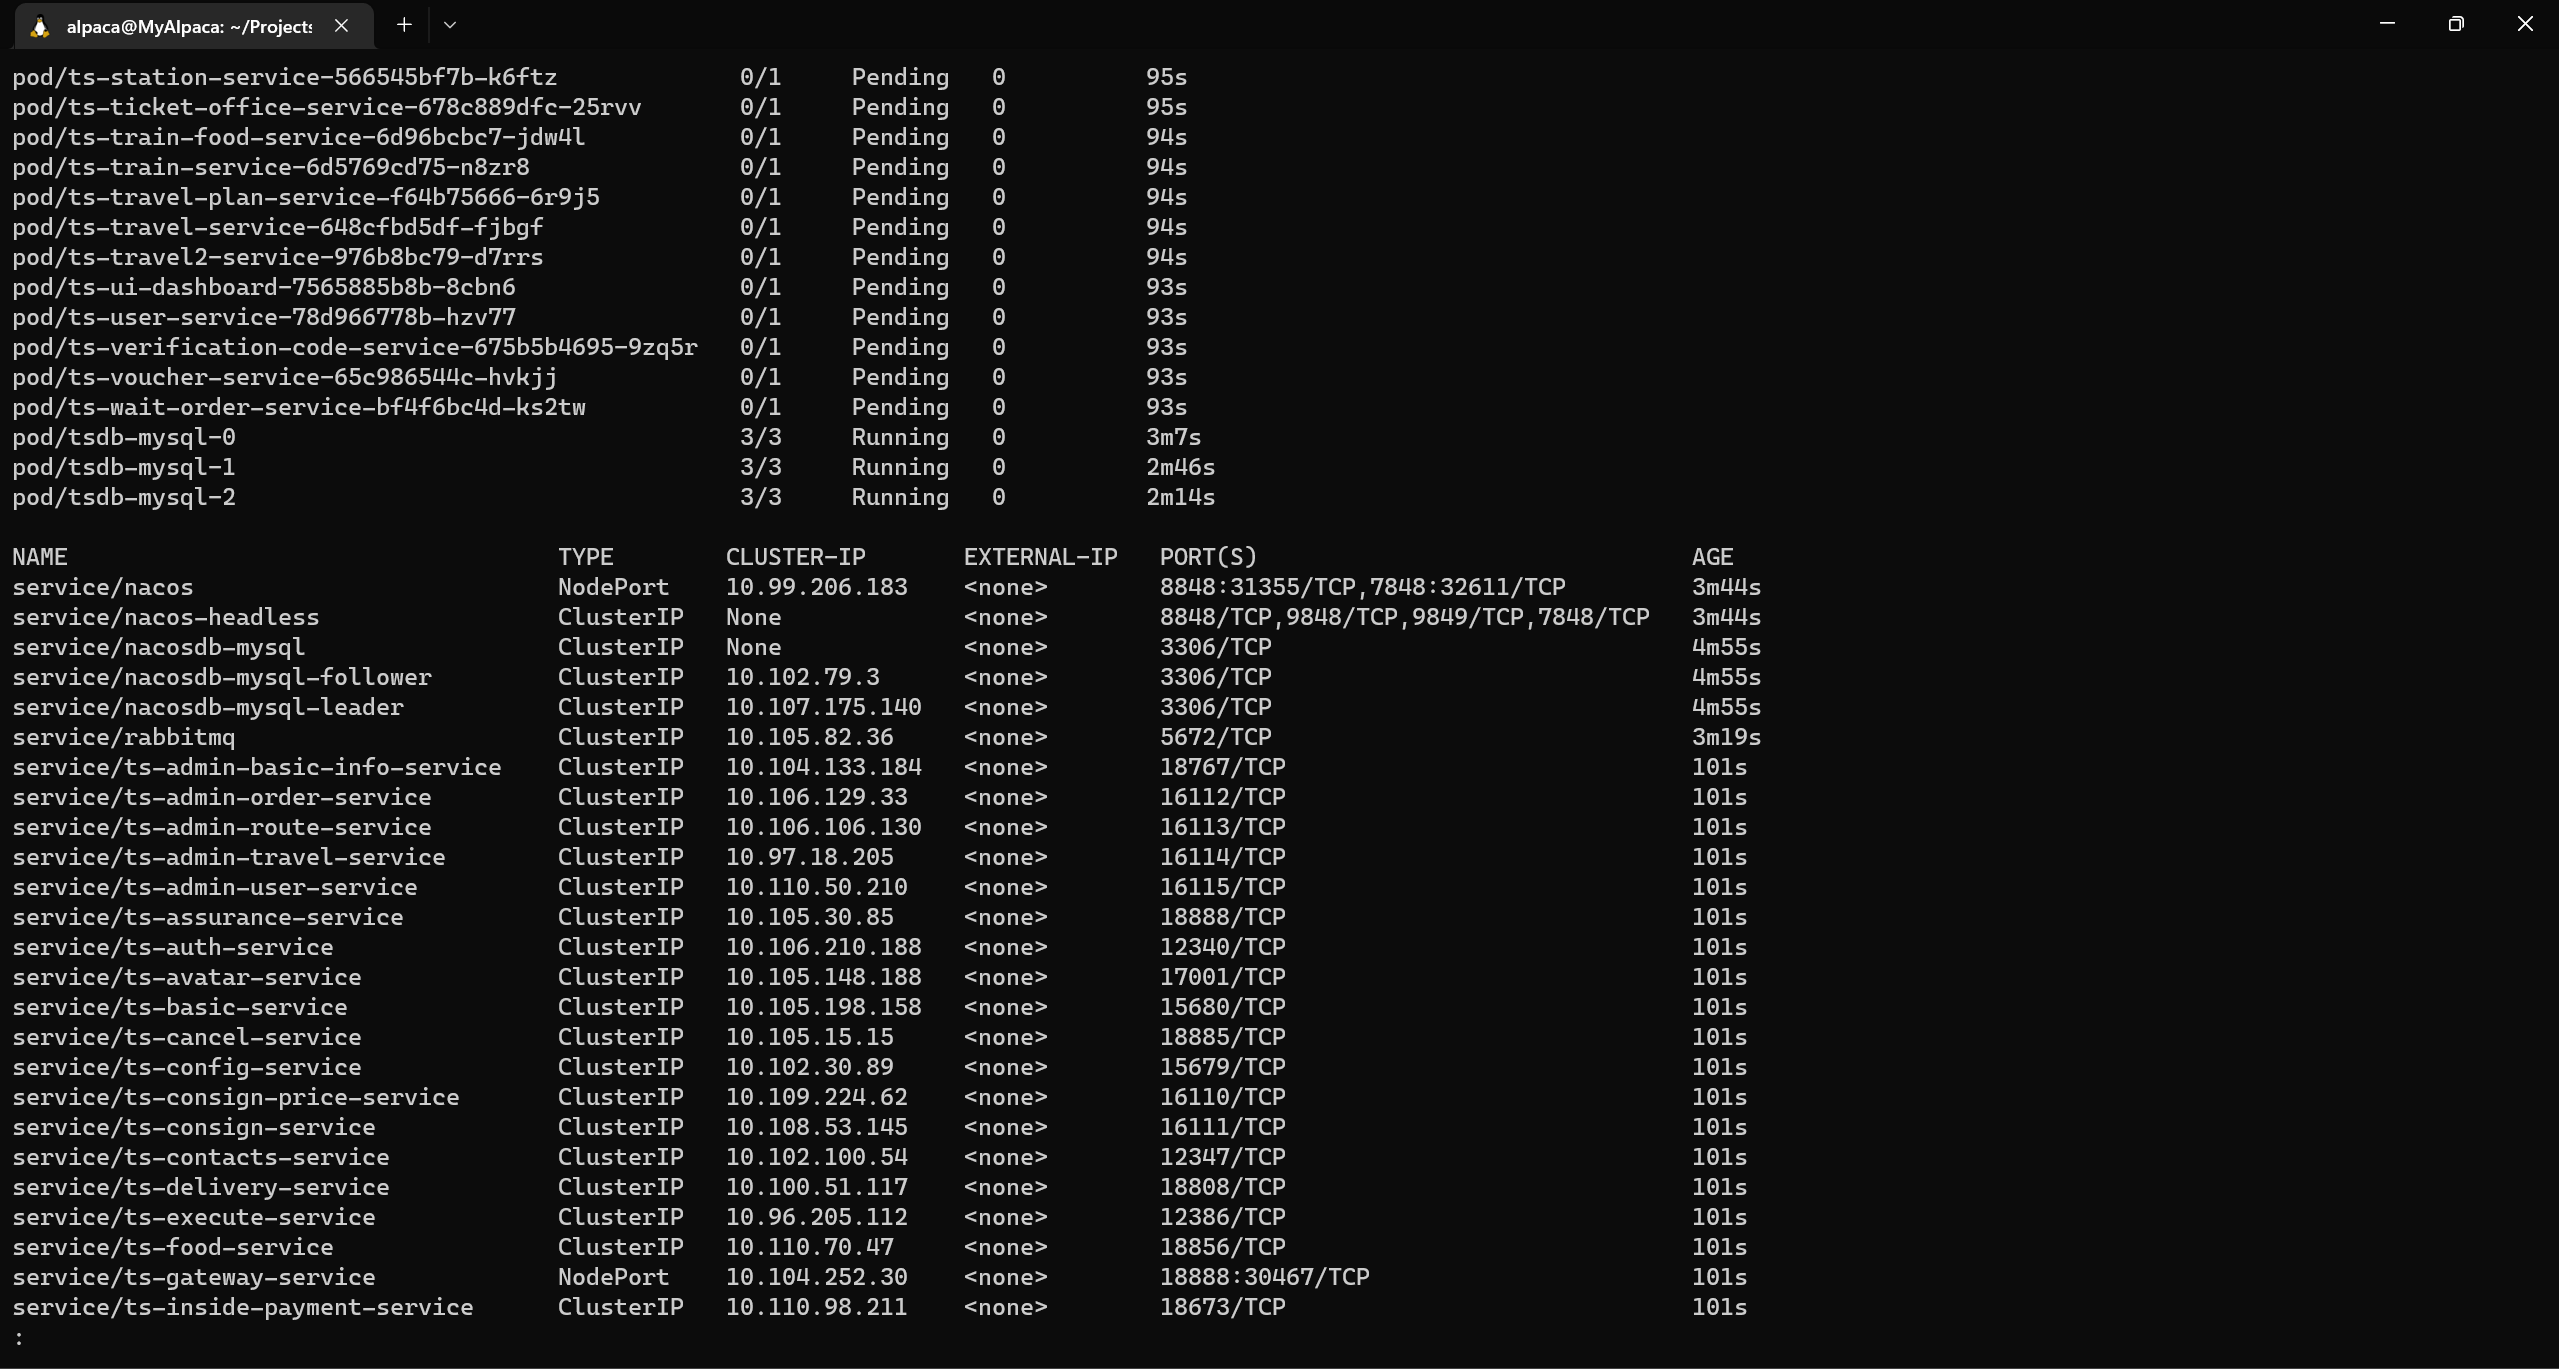 alpaca@MyAlpaca: ~/Projects
pod/ts-station-service-566545bf7b-k6ftz 0/1 Pending 0 95s
pod/ts-ticket-office-service-678c889dfc-25rvv 0/1 Pending 0 95s
pod/ts-train-food-service-6d96bcbc7-jdw4l 0/1 Pending 0 94s
pod/ts-train-service-6d5769cd75-n8zr8 0/1 Pending 0 94s
pod/ts-travel-plan-service-f64b75666-6r9j5 0/1 Pending 0 94s
pod/ts-travel-service-648cfbd5df-fjbgf 0/1 Pending 0 94s
pod/ts-travel2-service-976b8bc79-d7rrs 0/1 Pending 0 94s
pod/ts-ui-dashboard-7565885b8b-8cbn6 0/1 Pending 0 93s
pod/ts-user-service-78d966778b-hzv77 0/1 Pending 0 93s
pod/ts-verification-code-service-675b5b4695-9zq5r 0/1 Pending 0 93s
pod/ts-voucher-service-65c986544c-hvkjj 0/1 Pending 0 93s
pod/ts-wait-order-service-bf4f6bc4d-ks2tw 0/1 Pending 0 93s
pod/tsdb-mysql-0 3/3 Running 0 3m7s
pod/tsdb-mysql-1 3/3 Running 0 2m46s
pod/tsdb-mysql-2 3/3 Running 0 2m14s
NAME TYPE CLUSTER-IP EXTERNAL-IP PORT(S) AGE
service/nacos NodePort 10.99.206.183 <none> 8848:31355/TCP,7848:32611/TCP 3m44s
service/nacos-headless ClusterIP None <none> 8848/TCP,9848/TCP,9849/TCP,7848/TCP 3m44s
service/nacosdb-mysql ClusterIP None <none> 3306/TCP 4m55s
service/nacosdb-mysql-follower ClusterIP 10.102.79.3 <none> 3306/TCP 4m55s
service/nacosdb-mysql-leader ClusterIP 10.107.175.140 <none> 3306/TCP 4m55s
service/rabbitmq ClusterIP 10.105.82.36 <none> 5672/TCP 3m19s
service/ts-admin-basic-info-service ClusterIP 10.104.133.184 <none> 18767/TCP 101s
service/ts-admin-order-service ClusterIP 10.106.129.33 <none> 16112/TCP 101s
service/ts-admin-route-service ClusterIP 10.106.106.130 <none> 16113/TCP 101s
service/ts-admin-travel-service ClusterIP 10.97.18.205 <none> 16114/TCP 101s
service/ts-admin-user-service ClusterIP 10.110.50.210 <none> 16115/TCP 101s
service/ts-assurance-service ClusterIP 10.105.30.85 <none> 18888/TCP 101s
service/ts-auth-service ClusterIP 10.106.210.188 <none> 12340/TCP 101s
service/ts-avatar-service ClusterIP 10.105.148.188 <none> 17001/TCP 101s
service/ts-basic-service ClusterIP 10.105.198.158 <none> 15680/TCP 101s
service/ts-cancel-service ClusterIP 10.105.15.15 <none> 18885/TCP 101s
service/ts-config-service ClusterIP 10.102.30.89 <none> 15679/TCP 101s
service/ts-consign-price-service ClusterIP 10.109.224.62 <none> 16110/TCP 101s
service/ts-consign-service ClusterIP 10.108.53.145 <none> 16111/TCP 101s
service/ts-contacts-service ClusterIP 10.102.100.54 <none> 12347/TCP 101s
service/ts-delivery-service ClusterIP 10.100.51.117 <none> 18808/TCP 101s
service/ts-execute-service ClusterIP 10.96.205.112 <none> 12386/TCP 101s
service/ts-food-service ClusterIP 10.110.70.47 <none> 18856/TCP 101s
service/ts-gateway-service NodePort 10.104.252.30 <none> 18888:30467/TCP 101s
service/ts-inside-payment-service ClusterIP 10.110.98.211 <none> 18673/TCP 101s
: